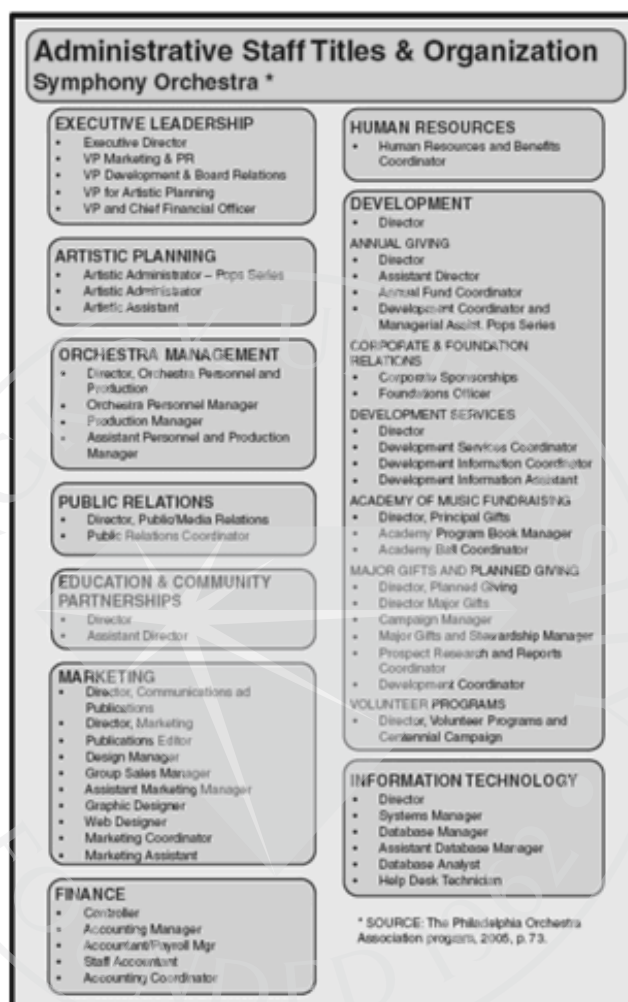 Administrative Staff Titles & Organization
Symphony Orchestra *
EXECUTIVE LEADERSHIP
• Executive Director
• VP Marketing & PR
• VP Development & Board Relations
• VP for Artistic Planning
• VP and Chief Financial Officer
ARTISTIC PLANNING
• Artistic Administrator – Pops Series
• Artistic Administrator
• Artistic Assistant
ORCHESTRA MANAGEMENT
• Director, Orchestra Personnel and
Production
• Orchestra Personnel Manager
• Production Manager
• Assistant Personnel and Production
Manager
PUBLIC RELATIONS
• Director, Public/Media Relations
• Public Relations Coordinator
EDUCATION & COMMUNITY
PARTNERSHIPS
• Director
• Assistant Director
MARKETING
• Director, Communications ad
Publications
• Director, Marketing
• Publications Editor
• Design Manager
• Group Sales Manager
• Assistant Marketing Manager
• Graphic Designer
• Web Designer
• Marketing Coordinator
• Marketing Assistant
FINANCE
• Controller
• Accounting Manager
• Accountant/Payroll Mgr
• Staff Accountant
• Accounting Coordinator
HUMAN RESOURCES
• Human Resources and Benefits
Coordinator
DEVELOPMENT
• Director
ANNUAL GIVING
• Director
• Assistant Director
• Annual Fund Coordinator
• Development Coordinator and
Managerial Assist. Pops Series
CORPORATE & FOUNDATION
RELATIONS
• Corporate Sponsorships
• Foundations Officer
DEVELOPMENT SERVICES
• Director
• Development Services Coordinator
• Development Information Coordinator
• Development Information Assistant
ACADEMY OF MUSIC FUNDRAISING
• Director, Principal Gifts
• Academy Program Book Manager
• Academy Ball Coordinator
MAJOR GIFTS AND PLANNED GIVING
• Director, Planned Giving
• Director Major Gifts
• Campaign Manager
• Major Gifts and Stewardship Manager
• Prospect Research and Reports
Coordinator
• Development Coordinator
VOLUNTEER PROGRAMS
• Director, Volunteer Programs and
Centennial Campaign
INFORMATION TECHNOLOGY
• Director
• Systems Manager
• Database Manager
• Assistant Database Manager
• Database Analyst
• Help Desk Technician
* SOURCE: The Philadelphia Orchestra
Association program, 2005, p. 73.